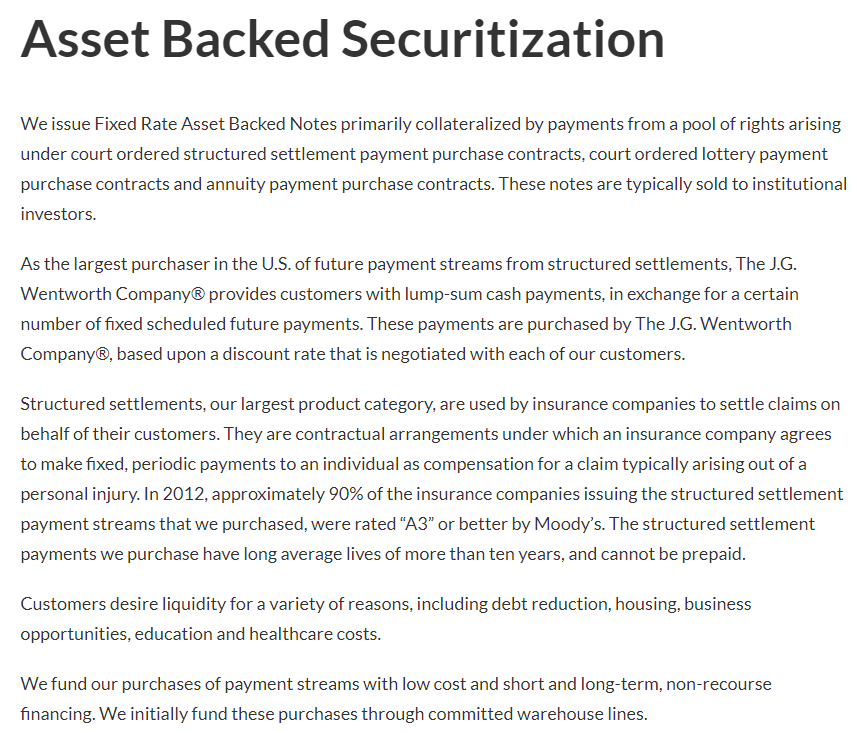 Asset Backed Securitization
We issue Fixed Rate Asset Backed Notes primarily collateralized by payments from a pool of rights arising
under court ordered structured settlement payment purchase contracts, court ordered lottery payment
purchase contracts and annuity payment purchase contracts. These notes are typically sold to institutional
investors.
As the largest purchaser in the U.S. of future payment streams from structured settlements, The J.G.
Wentworth Company® provides customers with lump-sum cash payments, in exchange for a certain
number of fixed scheduled future payments. These payments are purchased by The J.G. Wentworth
Company®, based upon a discount rate that is negotiated with each of our customers.
Structured settlements, our largest product category, are used by insurance companies to settle claims on
behalf of their customers. They are contractual arrangements under which an insurance company agrees
to make fixed, periodic payments to an individual as compensation for a claim typically arising out of a
personal injury. In 2012, approximately 90% of the insurance companies issuing the structured settlement
payment streams that we purchased, were rated “A3” or better by Moody’s. The structured settlement
payments we purchase have long average lives of more than ten years, and cannot be prepaid.
Customers desire liquidity for a variety of reasons, including debt reduction, housing, business
opportunities, education and healthcare costs.
We fund our purchases of payment streams with low cost and short and long-term, non-recourse
financing. We initially fund these purchases through committed warehouse lines.